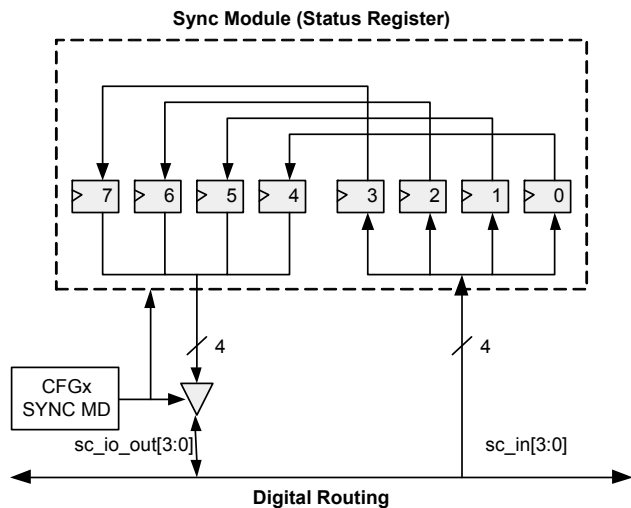 Sync Module (Status Register)
7 6 5 4 3 2 1 0
4 4
CFGx
SYNC MD
sc_io_out[3:0] sc_in[3:0]
Digital Routing